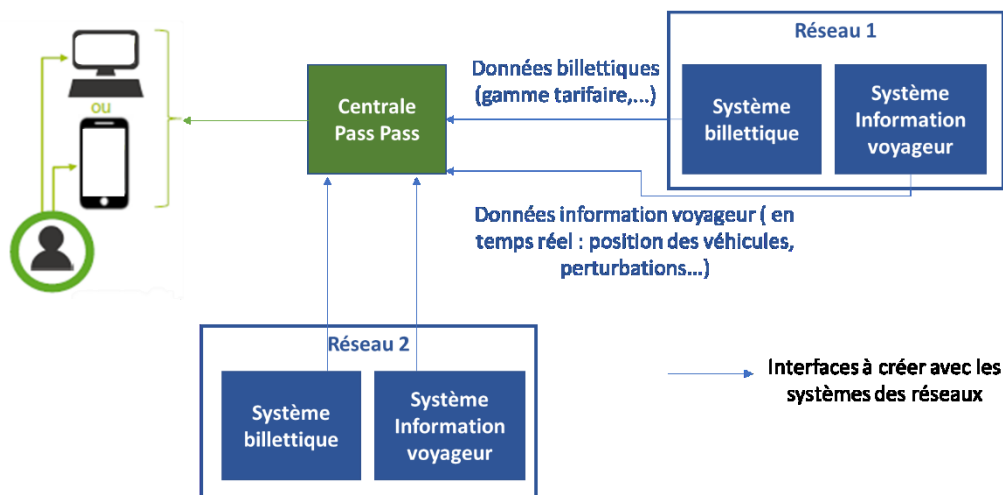 Réseau 1
Données billettiques
(gamme tarifaire,...)
Système
billettique
Système
Information
voyageur
ou
Centrale
Pass Pass
Données information voyageur ( en
temps réel : position des véhicules,
perturbations...)
Réseau 2
Système
billettique
Système
Information
voyageur
Interfaces à créer avec les
systèmes des réseaux